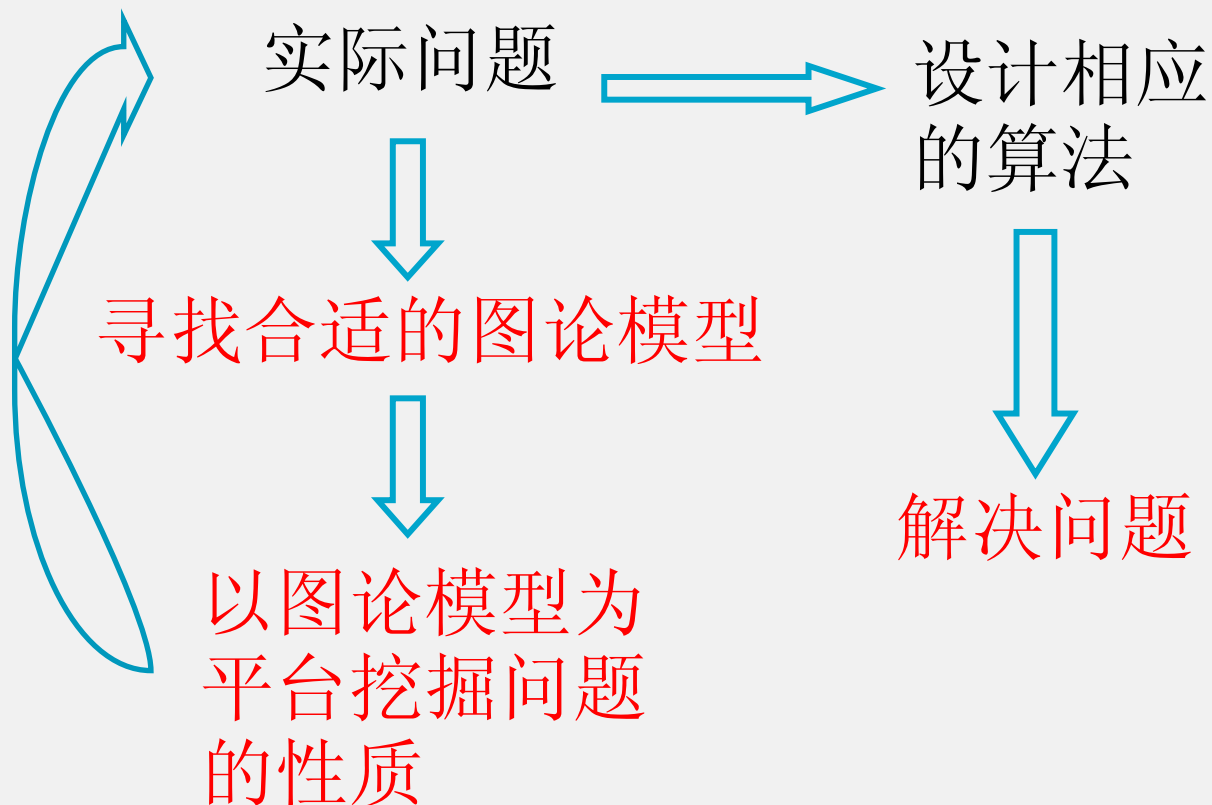 实际问题
设计相应
的算法
寻找合适的图论模型
解决问题
以图论模型为
平台挖掘问题
的性质